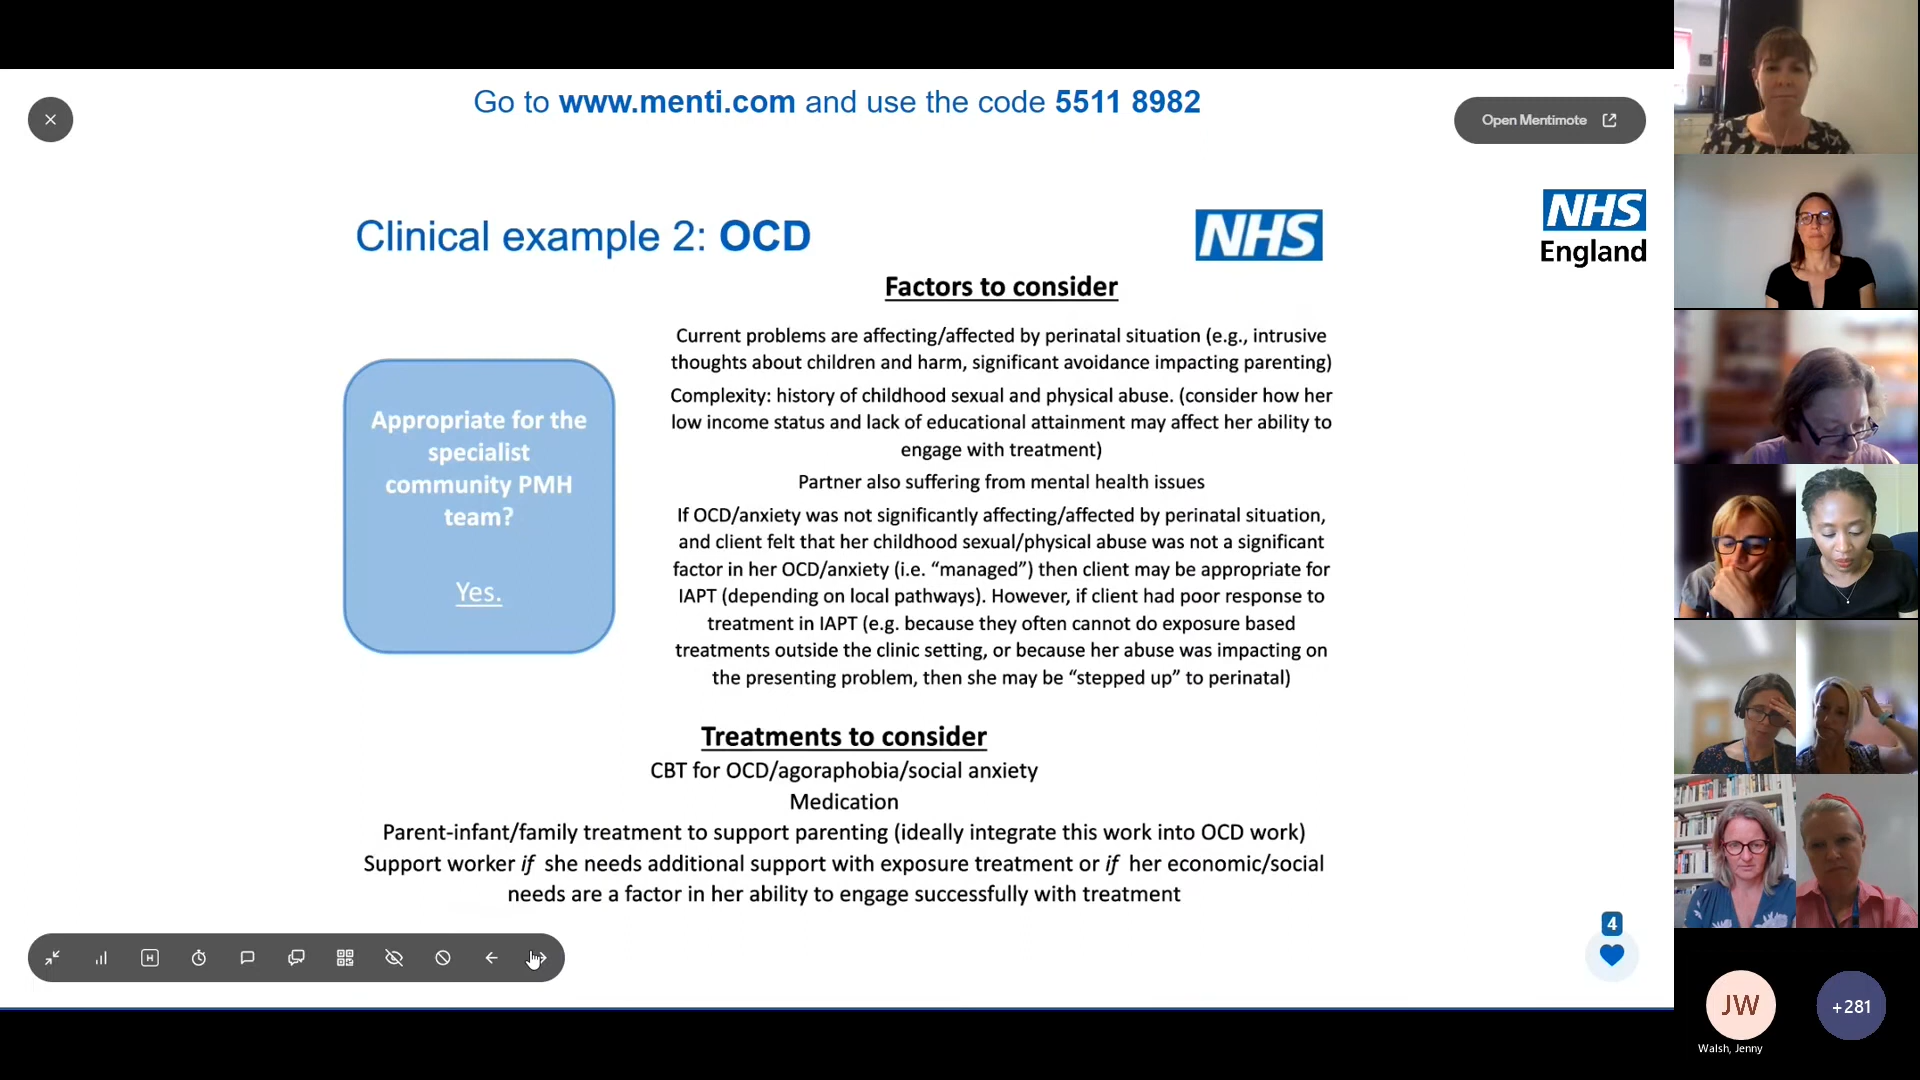 Go to www.menti.com and use the code 5511 8982
Open Mentimote
Clinical example 2: OCD
NHS
NHS
England
Factors to consider
Current problems are affecting/affected by perinatal situation (e.g., intrusive
thoughts about children and harm, significant avoidance impacting parenting)
Complexity: history of childhood sexual and physical abuse. (consider how her
low income status and lack of educational attainment may affect her ability to
engage with treatment)
Partner also suffering from mental health issues
If OCD/anxiety was not significantly affecting/affected by perinatal situation,
and client felt that her childhood sexual/physical abuse was not a significant
factor in her OCD/anxiety (i.e. “managed”) then client may be appropriate for
IAPT (depending on local pathways). However, if client had poor response to
treatment in IAPT (e.g. because they often cannot do exposure based
treatments outside the clinic setting, or because her abuse was impacting on
the presenting problem, then she may be “stepped up” to perinatal)
Appropriate for the
specialist
community PMH
team?
Yes.
Treatments to consider
CBT for OCD/agoraphobia/social anxiety
Medication
Parent-infant/family treatment to support parenting (ideally integrate this work into OCD work)
Support worker if she needs additional support with exposure treatment or if her economic/social
needs are a factor in her ability to engage successfully with treatment
H
4
JW
Walsh, Jenny
+281